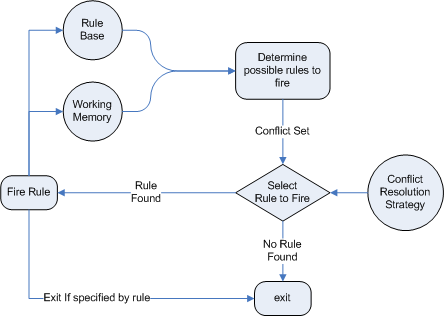 Rule
Base
Determine
possible rules to
fire
Working
Memory
Conflict Set
Conflict
Resolution
Strategy
Select
Rule to Fire
Rule
Found
Fire Rule
No Rule
Found
Exit If specified by rule
exit